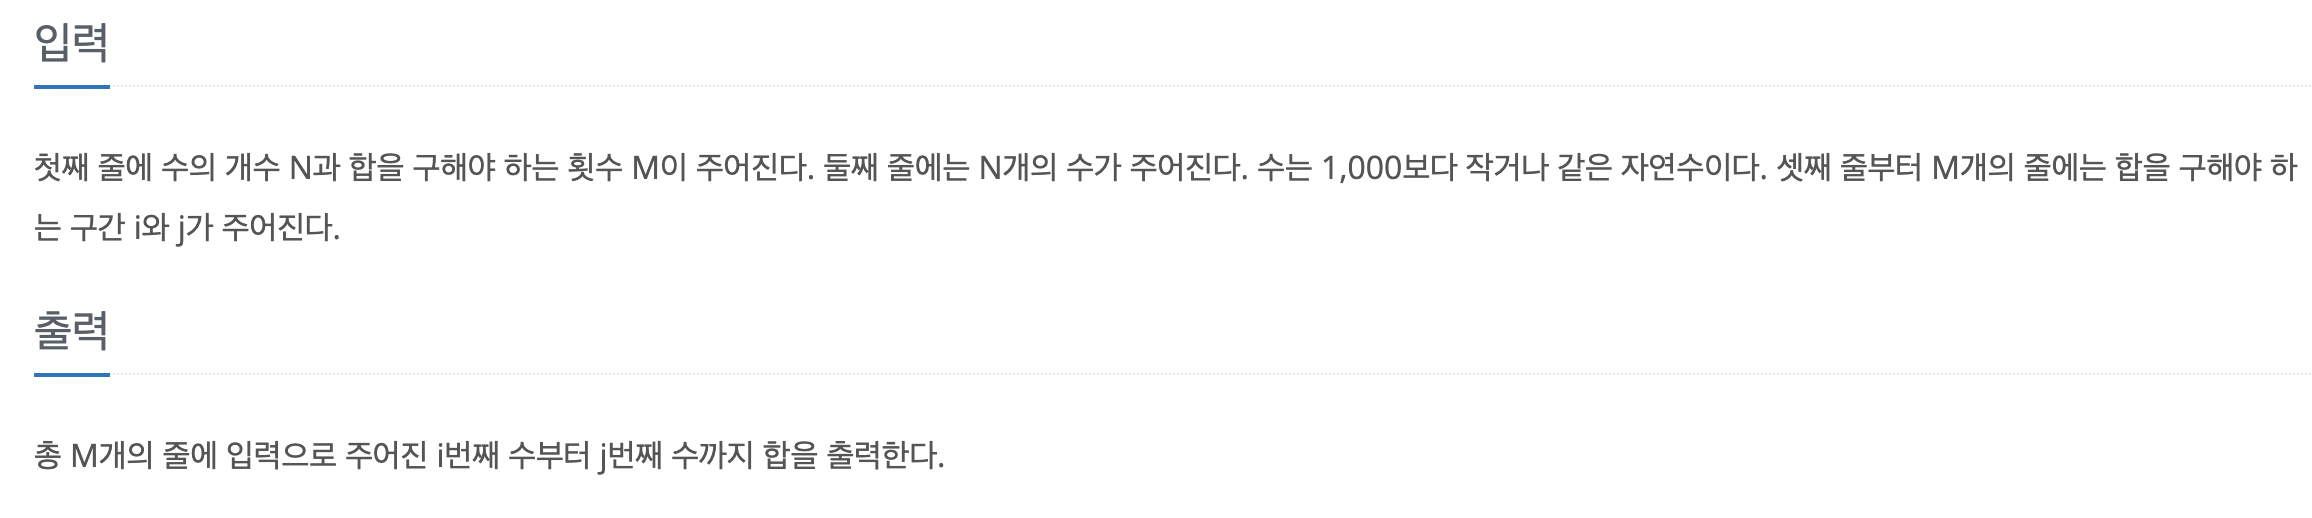 입력
첫째 줄에 수의 개수 N과 합을 구해야 하는 횟수 M이 주어진다. 둘째 줄에는 N개의 수가 주어진다. 수는 1,000보다 작거나 같은 자연수이다. 셋째 줄부터 M개의 줄에는 합을 구해야 하
는 구간 i와 j가 주어진다.
출력
총 M개의 줄에 입력으로 주어진 i번째 수부터 j번째 수까지 합을 출력한다.